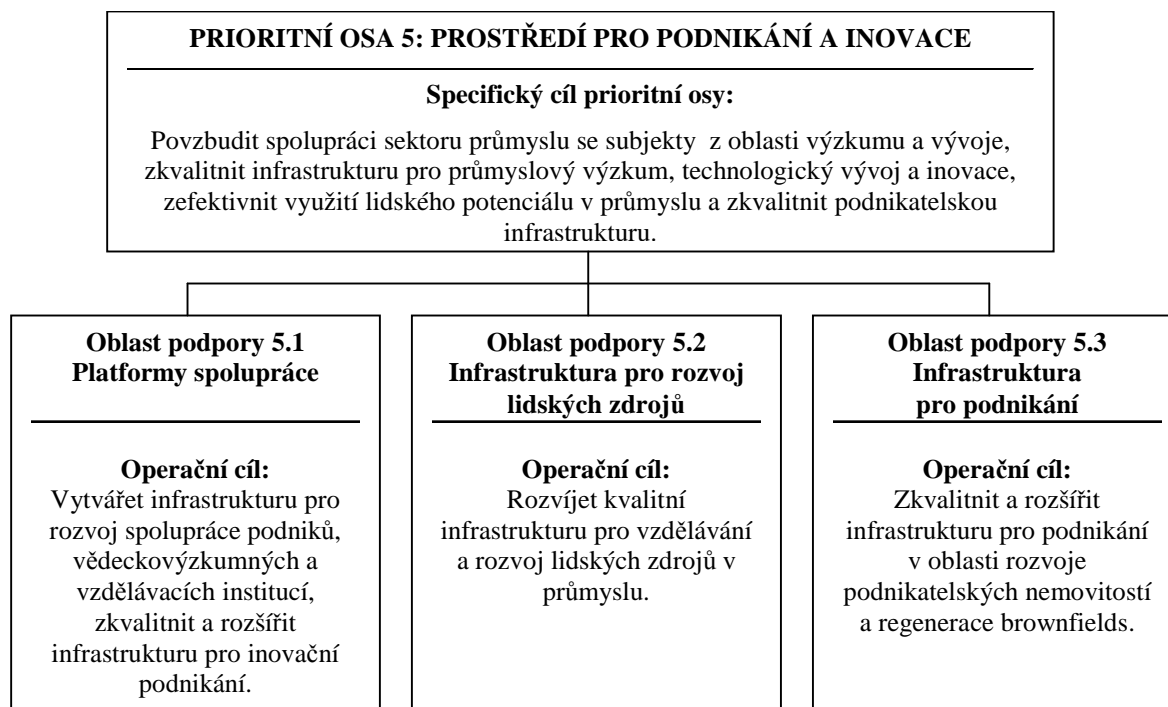 PRIORITNÍ OSA 5: PROSTŘEDÍ PRO PODNIKÁNÍ A INOVACE
Specifický cíl prioritní osy:
Povzbudit spolupráci sektoru průmyslu se subjekty z oblasti výzkumu a vývoje,
zkvalitnit infrastrukturu pro průmyslový výzkum, technologický vývoj a inovace,
zefektivnit využití lidského potenciálu v průmyslu a zkvalitnit podnikatelskou
infrastrukturu.
Oblast podpory 5.1
Platformy spolupráce
Operační cíl:
Vytvářet infrastrukturu pro
rozvoj spolupráce podniků,
vědeckovýzkumných a
vzdělávacích institucí,
zkvalitnit a rozšířit
infrastrukturu pro inovační
podnikání.
Oblast podpory 5.2
Infrastruktura pro rozvoj
lidských zdrojů
Operační cíl:
Rozvíjet kvalitní
infrastrukturu pro vzdělávání
a rozvoj lidských zdrojů v
průmyslu.
Oblast podpory 5.3
Infrastruktura
pro podnikání
Operační cíl:
Zkvalitnit a rozšířit
infrastrukturu pro podnikání
v oblasti rozvoje
podnikatelských nemovitostí
a regenerace brownfields.